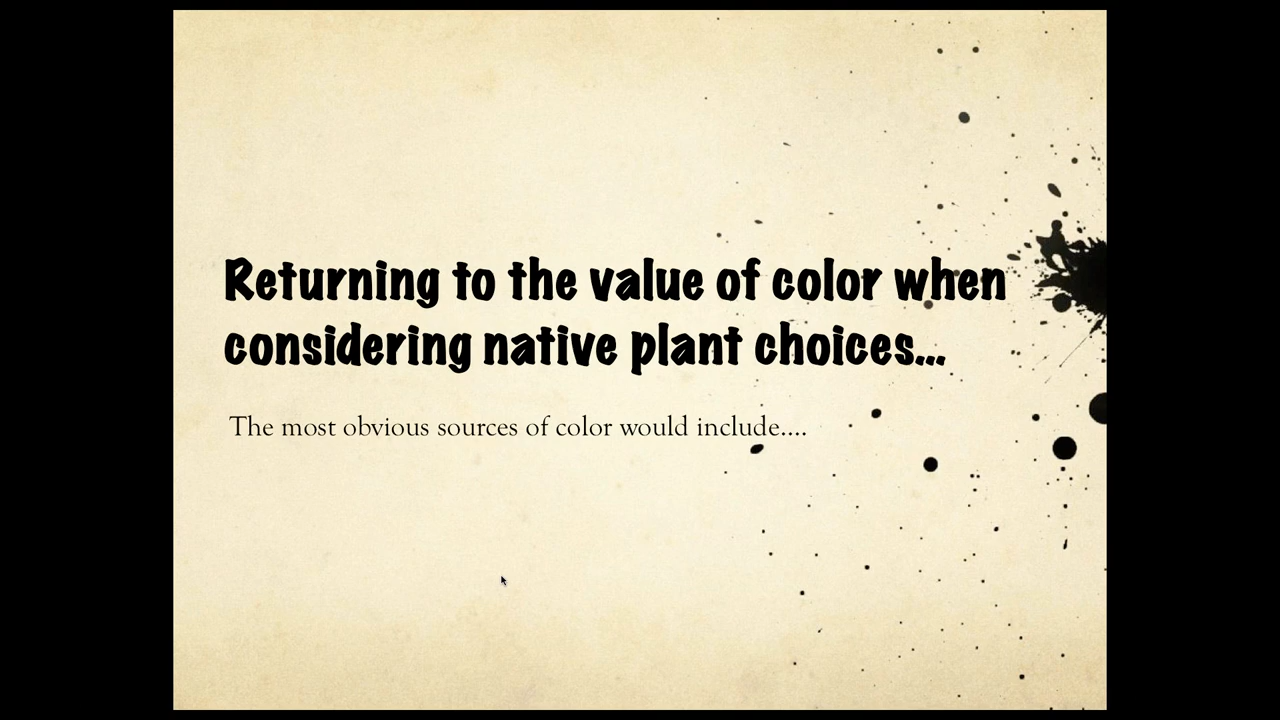 Returning to the value of color when
considering native plant choices...
The most obvious sources of color would include....